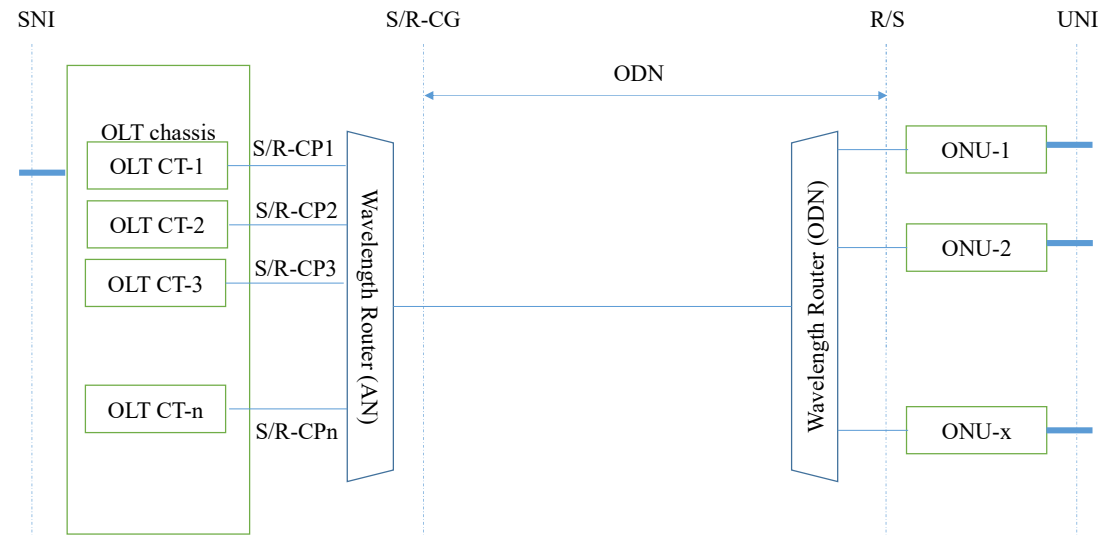 SNI
S/R-CG
R/S
UNI
ODN
OLT chassis
OLT CT-1
S/R-CP1
OLT CT-2
S/R-CP2
OLT CT-3
S/R-CP3
OLT CT-n
S/R-CPn
Wavelength Router (AN)
Wavelength Router (ODN)
ONU-1
ONU-2
ONU-x